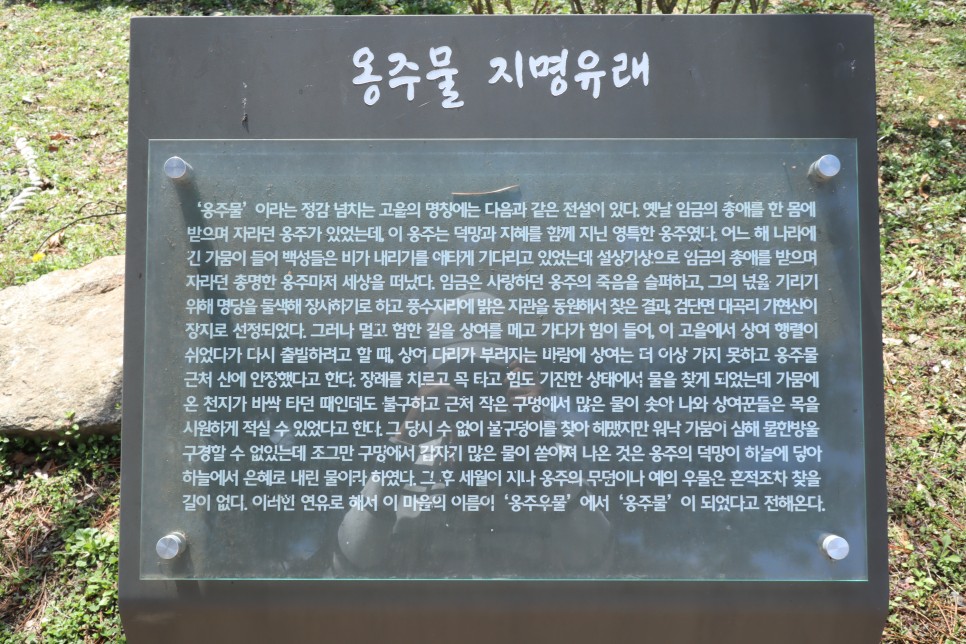 옹주물 지명유래
‘옹주물’ 이라는 정감 넘치는 고을의 명칭에는 다음과 같은 전설이 있다. 옛날 임금의 총애를 한 몸에
받으며 자라던 옹주가 있었는데, 이 옹주는 덕망과 지혜를 함께 지닌 영특한 옹주였다. 어느 해 나라에
긴 가뭄이 들어 백성들은 비가 내리기를 애타게 기다리고 있었는데 설상가상으로 임금의 총애를 받으며
자라던 총명한 옹주마저 세상을 떠났다. 임금은 사랑하던 옹주의 죽음을 슬퍼하고, 그의 넋을 기리기
위해 명당을 물색해 장사하기로 하고 풍수지리에 밝은 지관을 동원해서 찾은 결과, 검단면 대곡리 가현산이
장지로 선정되었다. 그러나 멀고 험한 길을 상여를 메고 가다가 힘이 들어, 이 고을에서 상여 행렬이
쉬었다가 다시 출발하려고 할 때, 상여 다리가 부러지는 바람에 상여는 더 이상 가지 못하고 옹주물
근처 산에 안장했다고 한다. 장례를 치르고 목 타고 힘도 기진한 상태에서 물을 찾게 되었는데 가뭄에
온 천지가 바싹 타던 때인데도 불구하고 근처 작은 구멍에서 많은 물이 솟아 나와 상여꾼들은 목을
시원하게 적실 수 있었다고 한다. 그 당시 수 없이 물구덩이를 찾아 헤맸지만 워낙 가뭄이 심해 물한방울
구경할 수 없었는데 조그만 구멍에서 갑자기 많은 물이 쏟아져 나온 것은 옹주의 덕망이 하늘에 닿아
하늘에서 은혜로 내린 물이라 하였다. 그 후 세월이 지나 옹주의 무덤이나 예의 우물은 흔적조차 찾을
길이 없다. 이러한 연유로 해서 이 마을의 이름이 ‘옹주우물’ 에서 ‘옹주물’ 이 되었다고 전해온다.